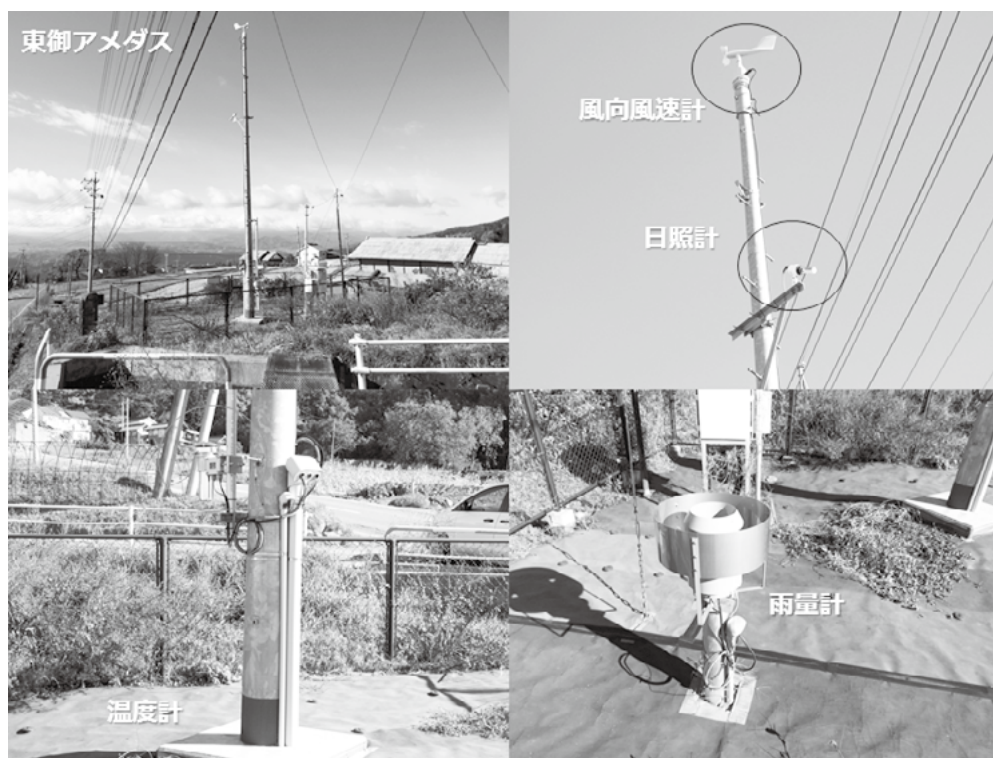 東御アメダス
風向風速計
日照計
温度計
雨量計